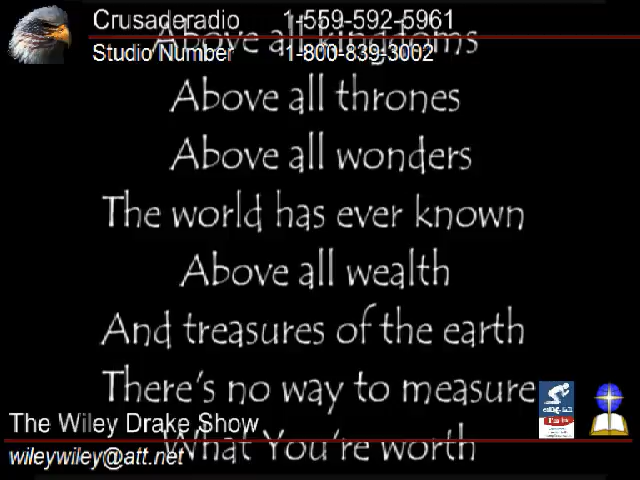 Crusaderadio 1-559-592-5961
Above all kingdoms
Studio Number 1-800-839-3002
Above all thrones
Above all wonders
The world has ever known
Above all wealth
And treasures of the earth
There's no way to measure
The Wiley Drake Show
What You're worth
wileywiley@att.net